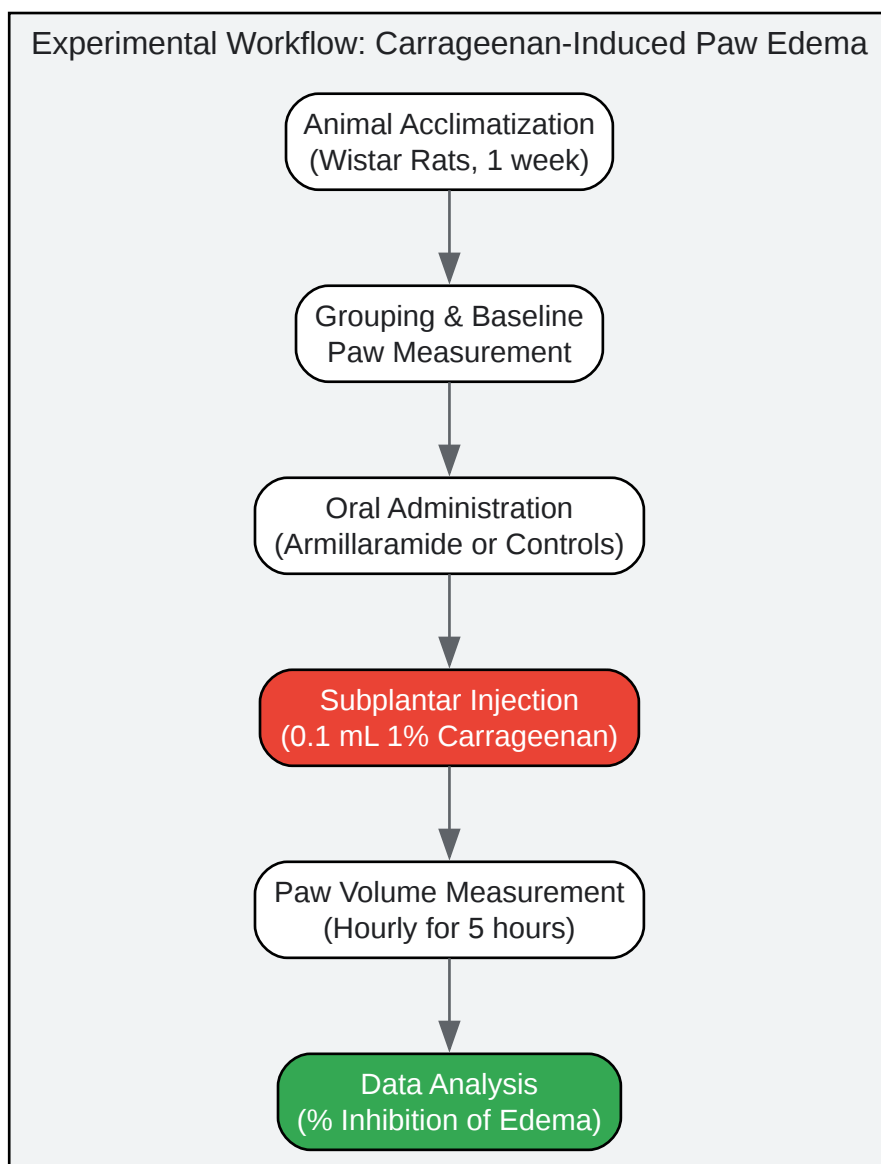 Experimental Workflow: Carrageenan-Induced Paw Edema
Animal Acclimatization
(Wistar Rats, 1 week)
Grouping & Baseline
Paw Measurement
Oral Administration
(Armillaramide or Controls)
Subplantar Injection
(0.1 mL 1% Carrageenan)
Paw Volume Measurement
(Hourly for 5 hours)
Data Analysis
(% Inhibition of Edema)